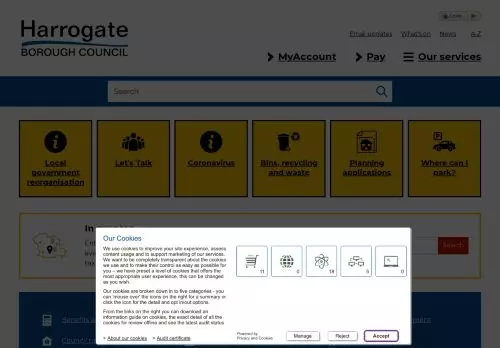 Listen
Harrogate
BOROUGH COUNCIL
Email updates What's on News A-Z
MyAccount Pay Our services
Search
Local government reorganisation
Let's Talk
Coronavirus
Bins, recycling and waste
Planning applications
Where can I park?
In
Search
Our Cookies
We use cookies to improve your site experience, assess
content usage and to support marketing of our services.
We want to be completely transparent about the cookies
we use and to make their control as easy as possible for
you – we have preset a level of cookies that offers the
most appropriate user experience, this can be changed
as you wish.
Our cookies are broken down in to five categories - you
can 'mouse over' the icons on the right for a summary or
click the icon for the detail and opt in/out options.
From the links on the right you can download an
information guide on cookies, the exact detail of all the
cookies for review offline and see the latest audit status
11 0 18 5 0
» About our cookies » Audit certificate
Powered by
Privacy and Cookies
Manage Reject Accept
Benefits
Council